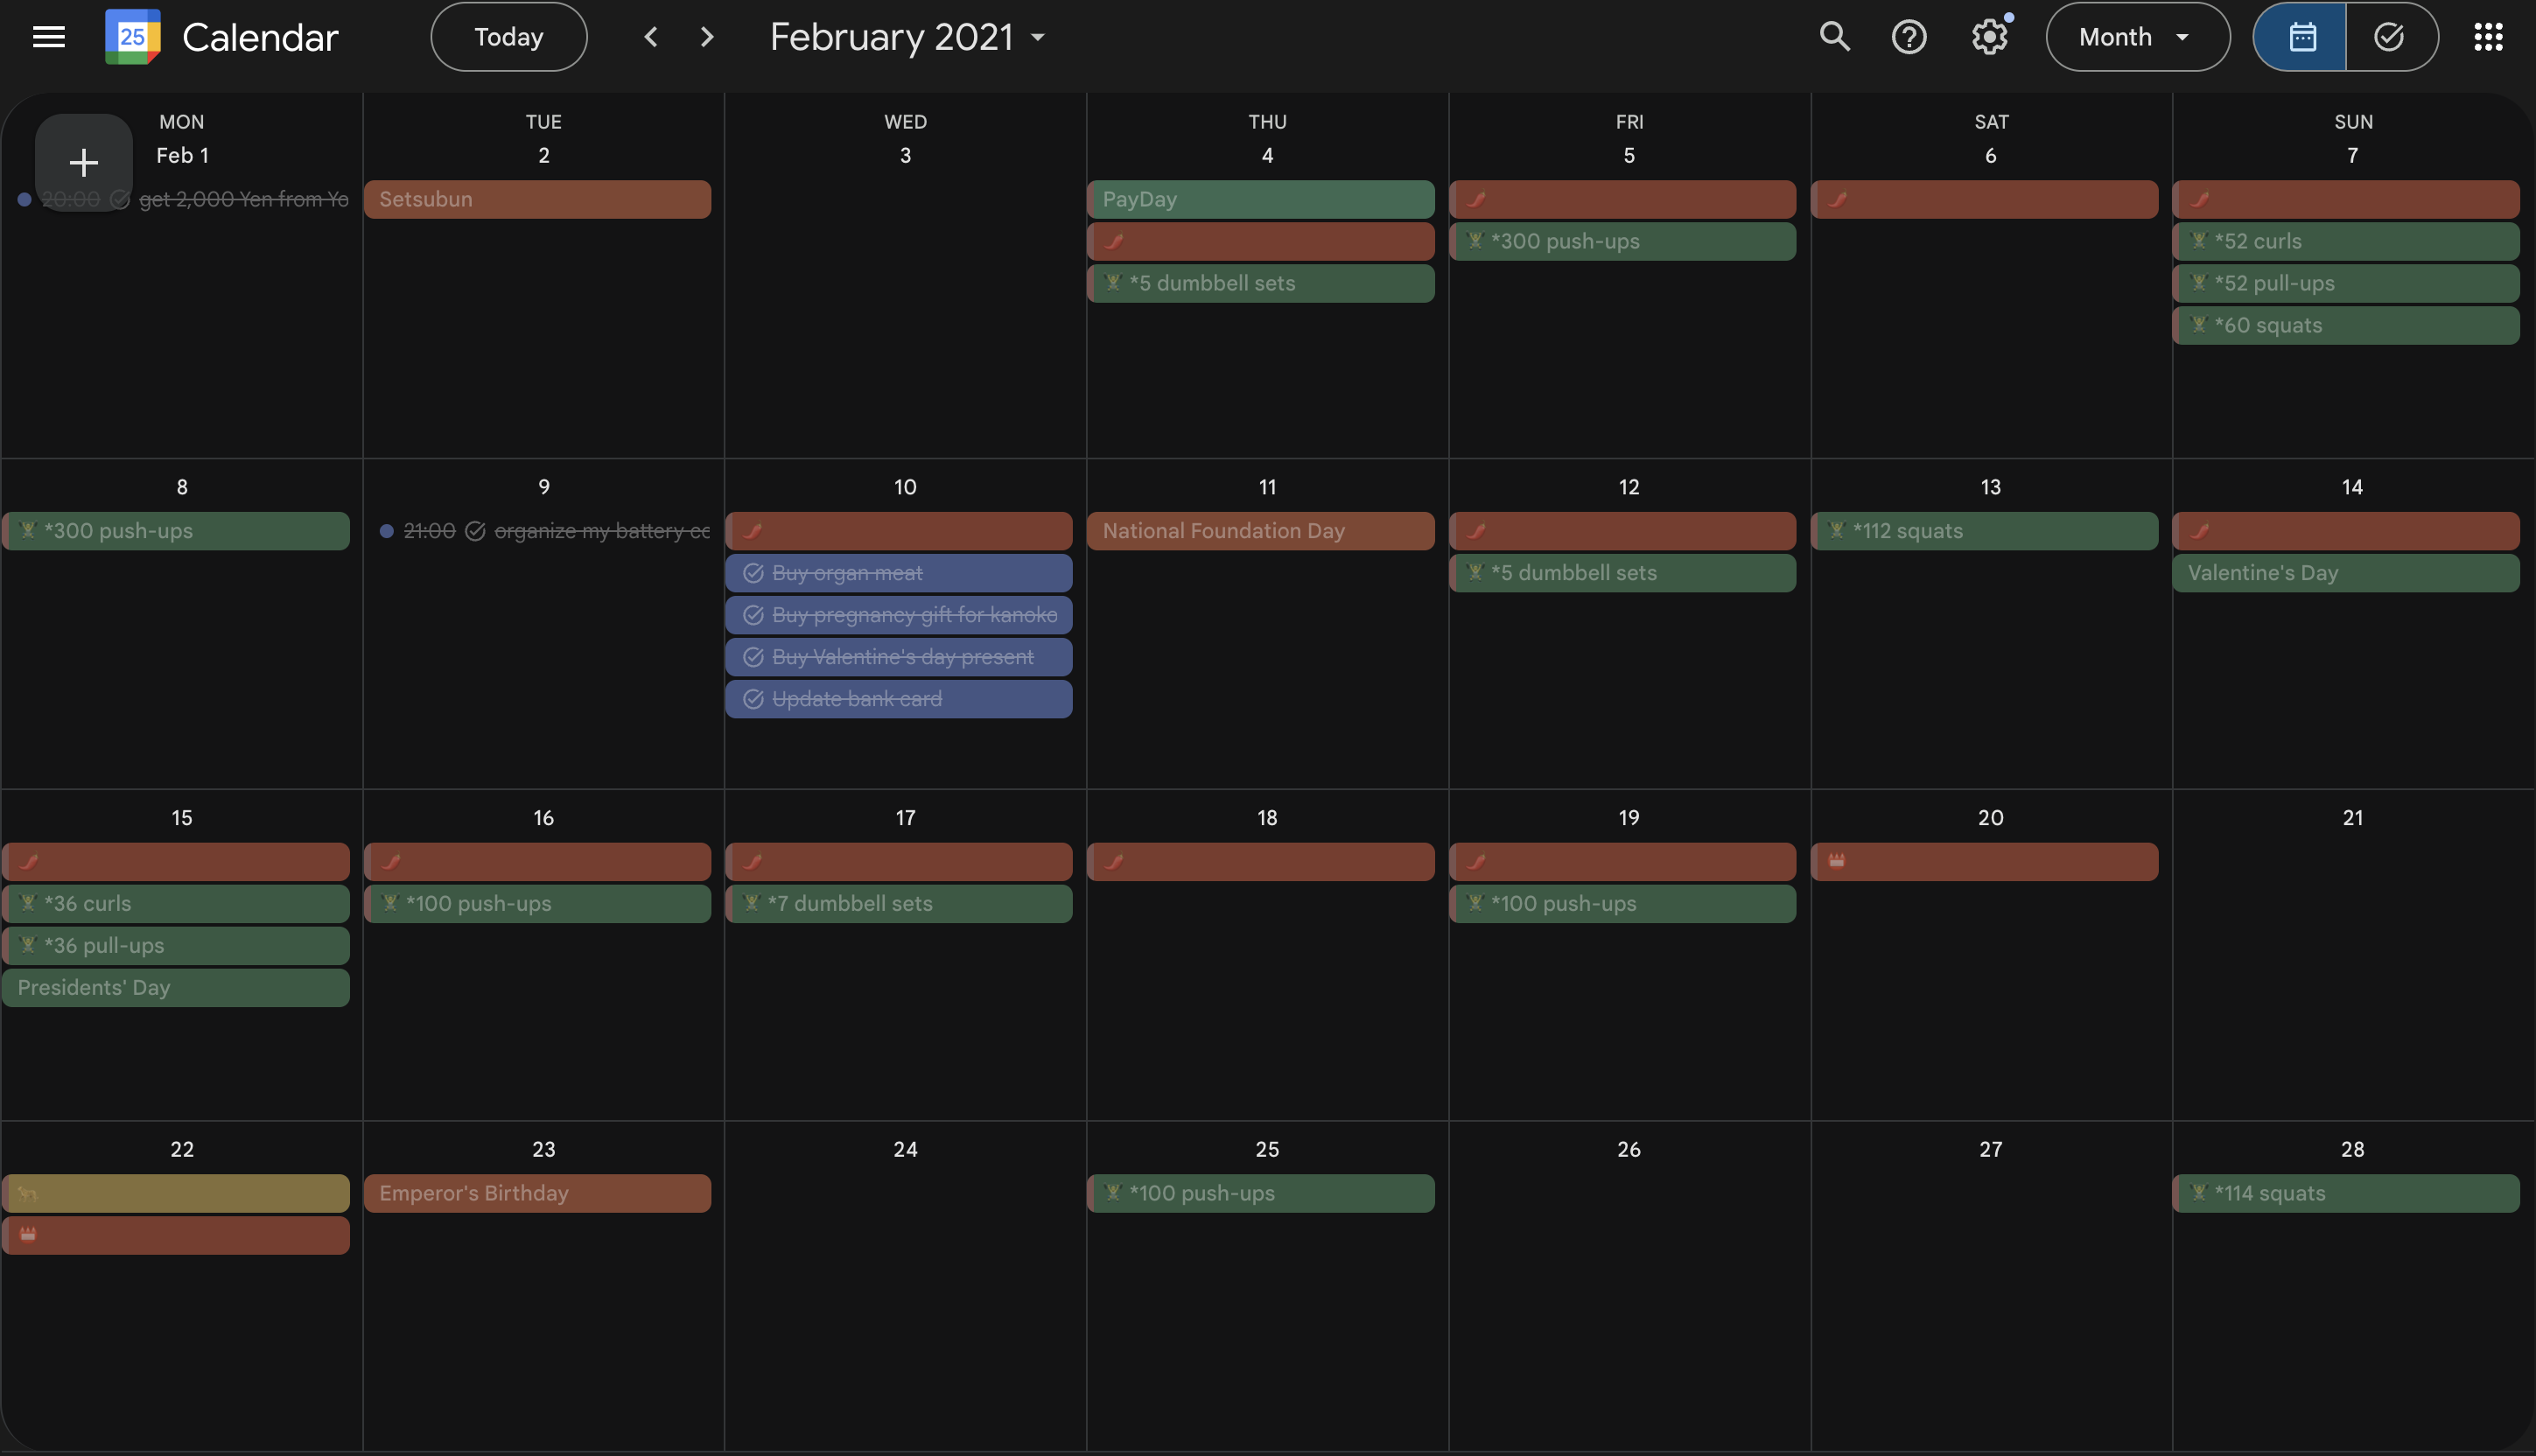 25 Calendar Today February 2021 Month
MON TUE WED THU FRI SAT SUN
Feb 1 2 3 4 5 6 7
20:00 get 2,000 Yen from Yo
Setsubun
PayDay
*5 dumbbell sets
*300 push-ups
*52 curls
*52 pull-ups
*60 squats
8 9 10 11 12 13 14
*300 push-ups
21:00 organize my battery cc
Buy organ meat
Buy pregnancy gift for kanoko
Buy Valentine's day present
Update bank card
National Foundation Day
*5 dumbbell sets
*112 squats
Valentine's Day
15 16 17 18 19 20 21
*36 curls
*36 pull-ups
Presidents' Day
*100 push-ups
*7 dumbbell sets
*100 push-ups
22 23 24 25 26 27 28
Emperor's Birthday
*100 push-ups
*114 squats